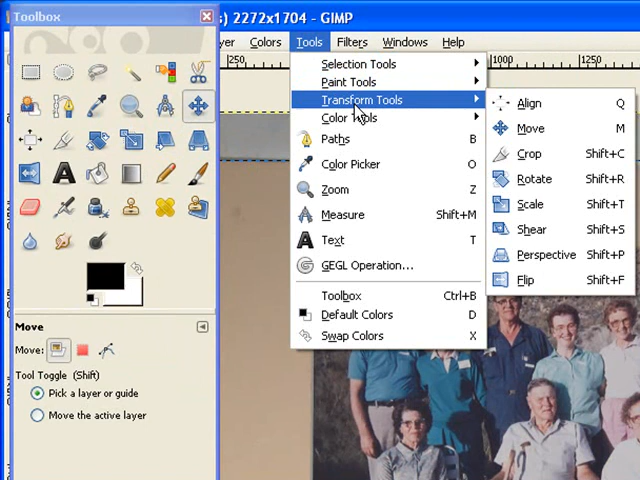 Toolbox
s) 2272x1704 - GIMP
yer Colors Tools Filters Windows Help
250
1000
1250
Selection Tools
Paint Tools
Transform Tools
Color Tools
Paths B
Color Picker O
Zoom Z
Measure Shift+M
Text T
GEGL Operation...
Toolbox Ctrl+B
Default Colors D
Swap Colors X
Align Q
Move M
Crop Shift+C
Rotate Shift+R
Scale Shift+T
Shear Shift+S
Perspective Shift+P
Flip Shift+F
Move
Move:
Tool Toggle (Shift)
Pick a layer or guide
Move the active layer